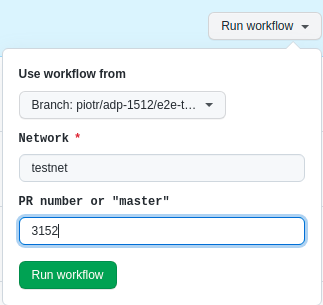 Run workflow
Use workflow from
Branch: piotr/adp-1512/e2e-t...
Network *
testnet
PR number or "master"
3152
Run workflow